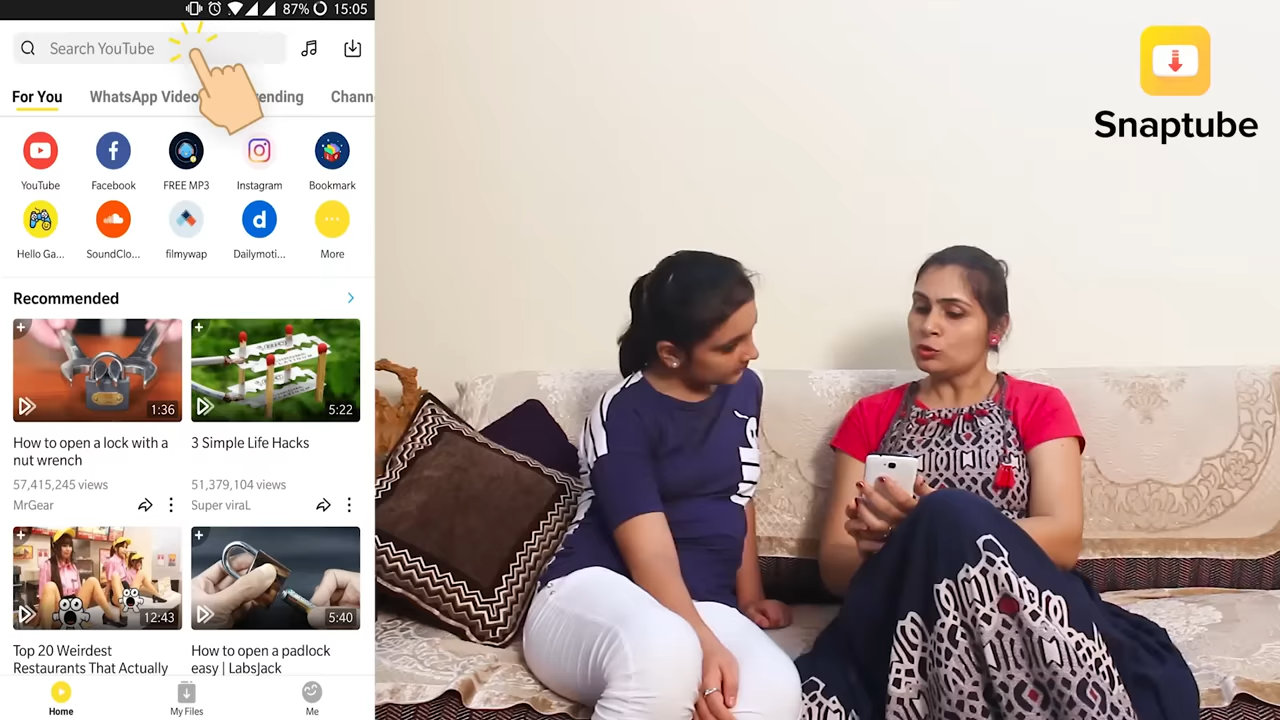 87% 15:05
Search YouTube
For You WhatsApp Video ending Chann
YouTube Facebook FREE MP3 Instagram Bookmark
Hello Ga... SoundClo... filmywap Dailymoti... More
Recommended
1:36 5:22
How to open a lock with a
nut wrench
3 Simple Life Hacks
57,415,245 views 51,379,104 views
MrGear Super viraL
12:43 5:40
Top 20 Weirdest
Restaurants That Actually
How to open a padlock
easy | LabsJack
Home My Files Me
Snaptube